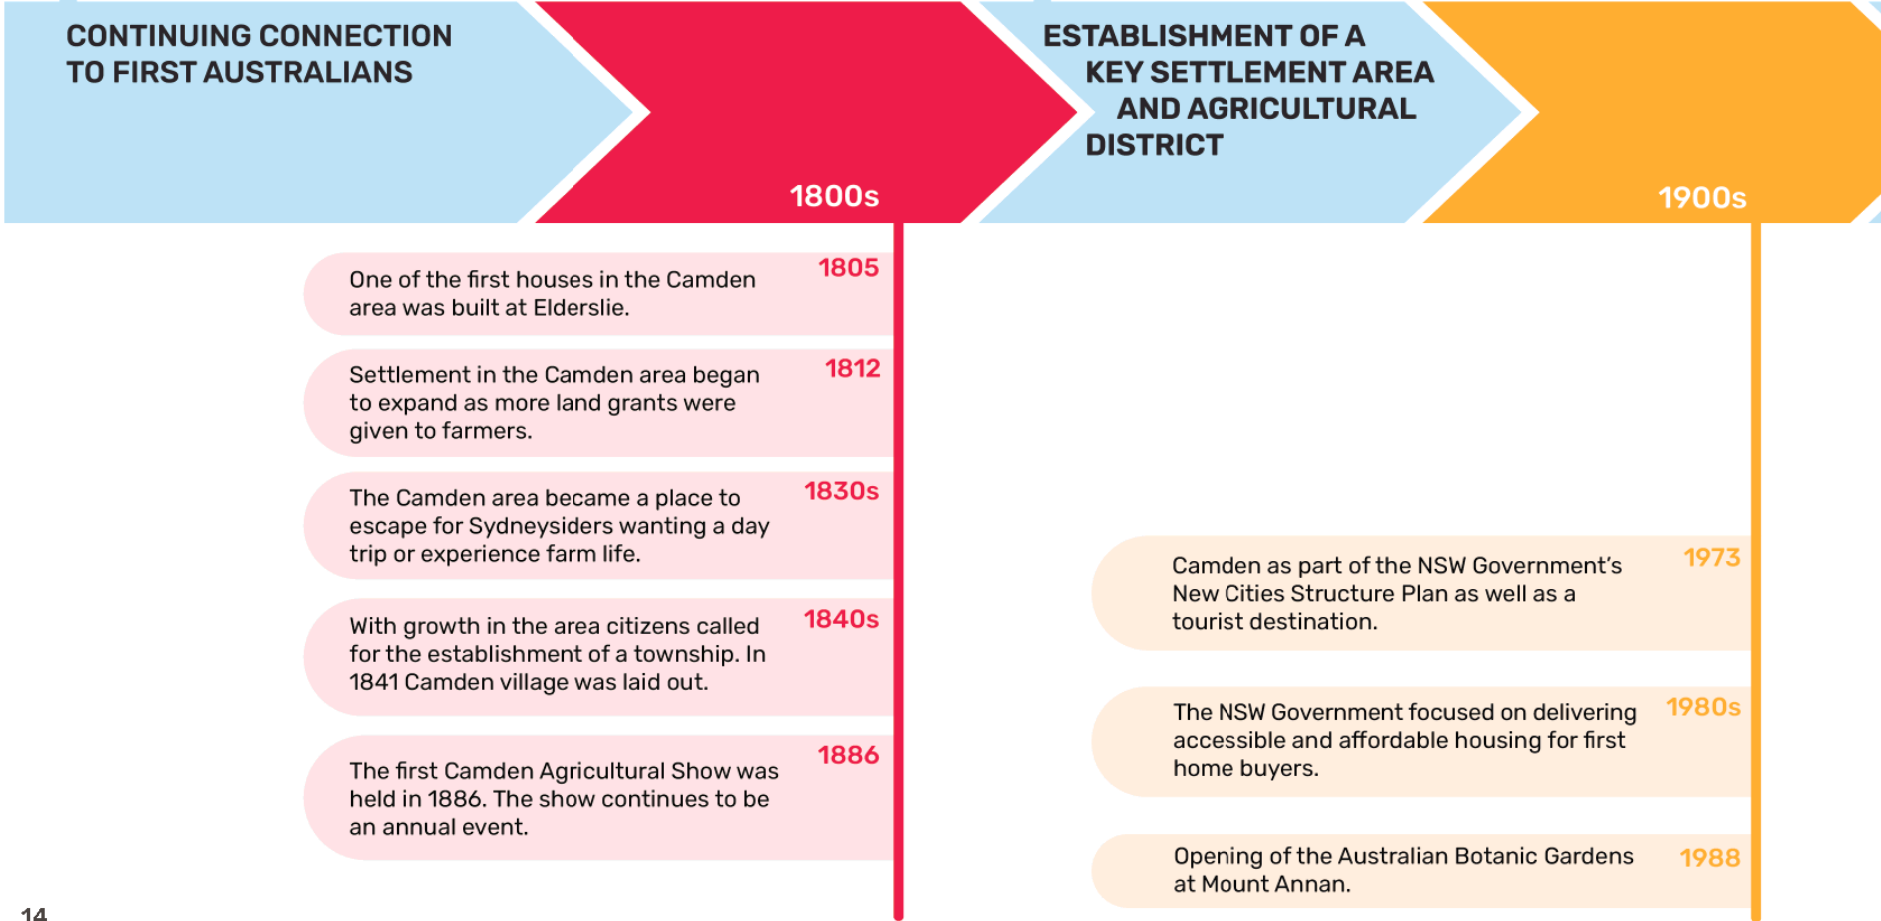 CONTINUING CONNECTION
TO FIRST AUSTRALIANS
1800s
1805
One of the first houses in the Camden
area was built at Elderslie.
1812
Settlement in the Camden area began
to expand as more land grants were
given to farmers.
1830s
The Camden area became a place to
escape for Sydneysiders wanting a day
trip or experience farm life.
1840s
With growth in the area citizens called
for the establishment of a township. In
1841 Camden village was laid out.
1886
The first Camden Agricultural Show was
held in 1886. The show continues to be
an annual event.
ESTABLISHMENT OF A
KEY SETTLEMENT AREA
AND AGRICULTURAL
DISTRICT
1900s
1973
Camden as part of the NSW Government’s
New Cities Structure Plan as well as a
tourist destination.
1980s
The NSW Government focused on delivering
accessible and affordable housing for first
home buyers.
1988
Opening of the Australian Botanic Gardens
at Mount Annan.
14